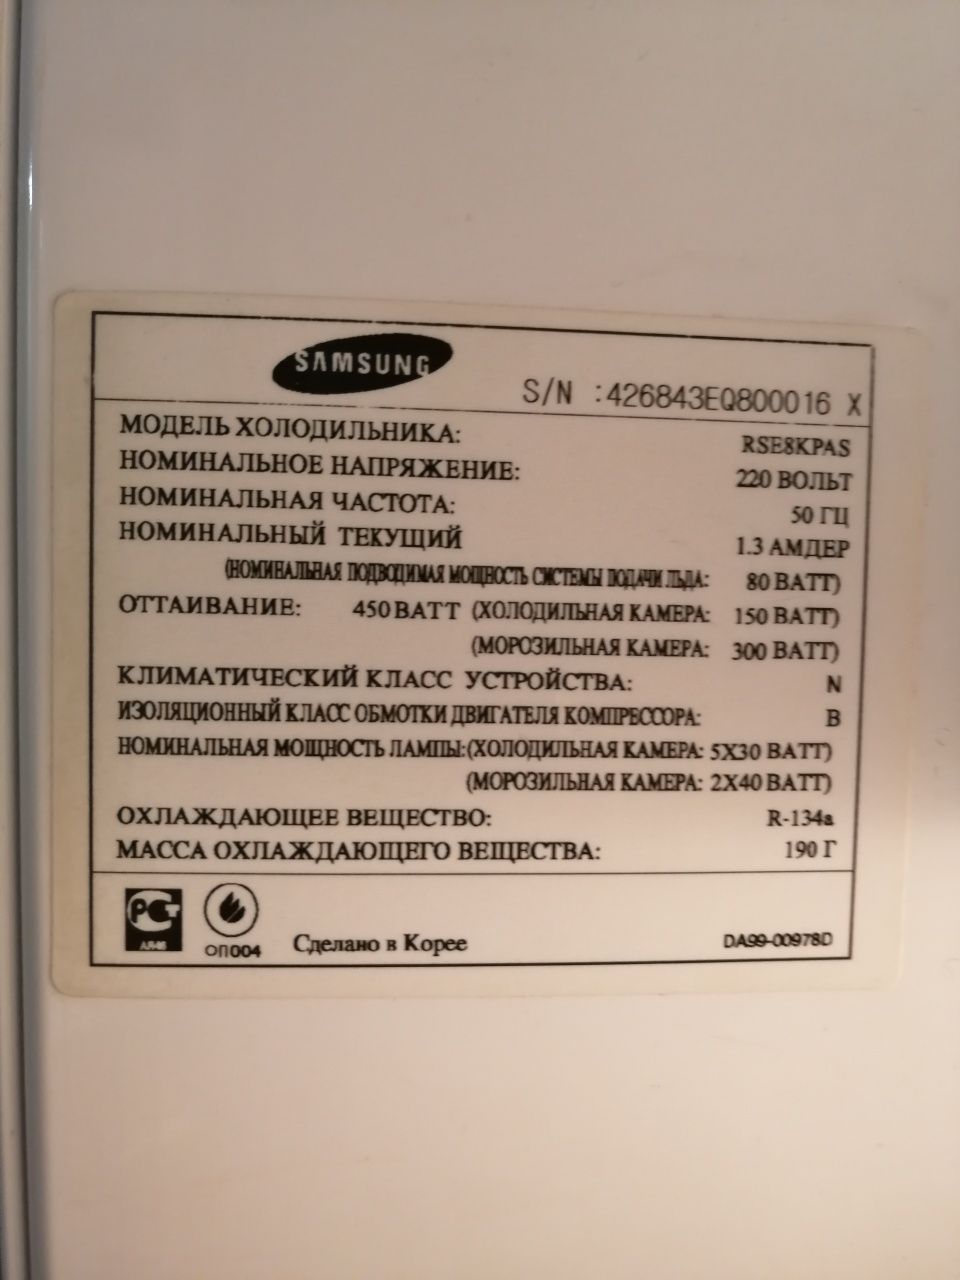 SAMSUNG
S/N :426843EQ800016 X
МОДЕЛЬ ХОЛОДИЛЬНИКА: RSE8KPAS
НОМИНАЛЬНОЕ НАПРЯЖЕНИЕ: 220 ВОЛЬТ
НОМИНАЛЬНАЯ ЧАСТОТА: 50 ГЦ
НОМИНАЛЬНЫЙ ТЕКУЩИЙ 1.3 АМДЕР
(НОМИНАЛЬНАЯ ПОДВОДИМАЯ МОЩНОСТЬ СИСТЕМЫ ПОДАЧИ ЛЬДА: 80 ВАТТ)
ОТТАИВАНИЕ: 450 ВАТТ (ХОЛОДИЛЬНАЯ КАМЕРА: 150 ВАТТ)
(МОРОЗИЛЬНАЯ КАМЕРА: 300 ВАТТ)
КЛИМАТИЧЕСКИЙ КЛАСС УСТРОЙСТВА: N
ИЗОЛЯЦИОННЫЙ КЛАСС ОБМОТКИ ДВИГАТЕЛЯ КОМПРЕССОРА: B
НОМИНАЛЬНАЯ МОЩНОСТЬ ЛАМПЫ:(ХОЛОДИЛЬНАЯ КАМЕРА: 5X30 ВАТТ)
(МОРОЗИЛЬНАЯ КАМЕРА: 2X40 ВАТТ)
ОХЛАЖДАЮЩЕЕ ВЕЩЕСТВО: R-134a
МАССА ОХЛАЖДАЮЩЕГО ВЕЩЕСТВА: 190 Г
РСТ
АЯ46
ОП004
Сделано в Корее
DA99-00978D